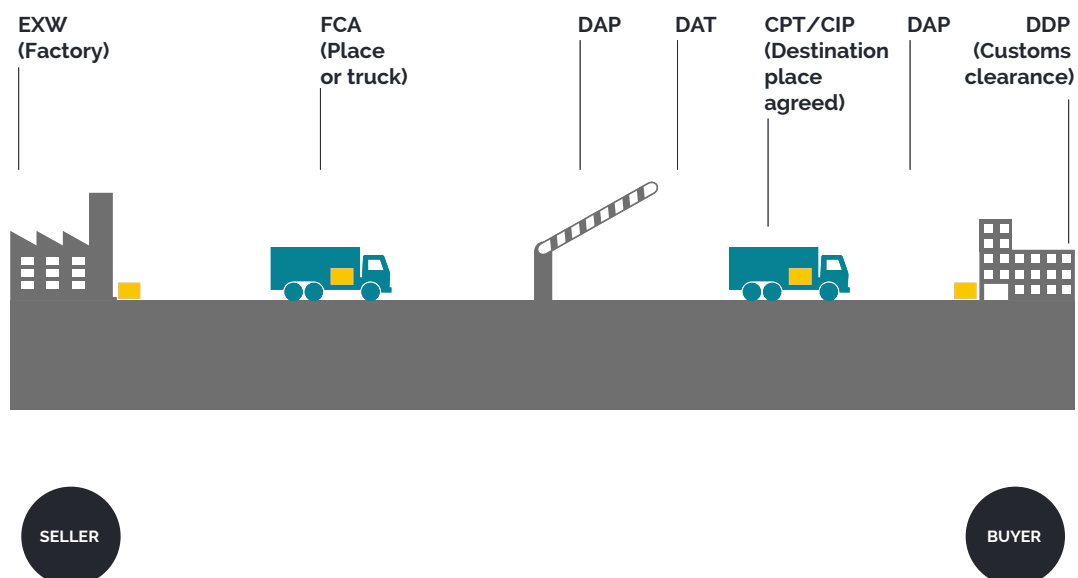 EXW
(Factory)
FCA
(Place
or truck)
DAP
DAT
CPT/CIP
(Destination
place
agreed)
DAP
DDP
(Customs
clearance)
SELLER
BUYER